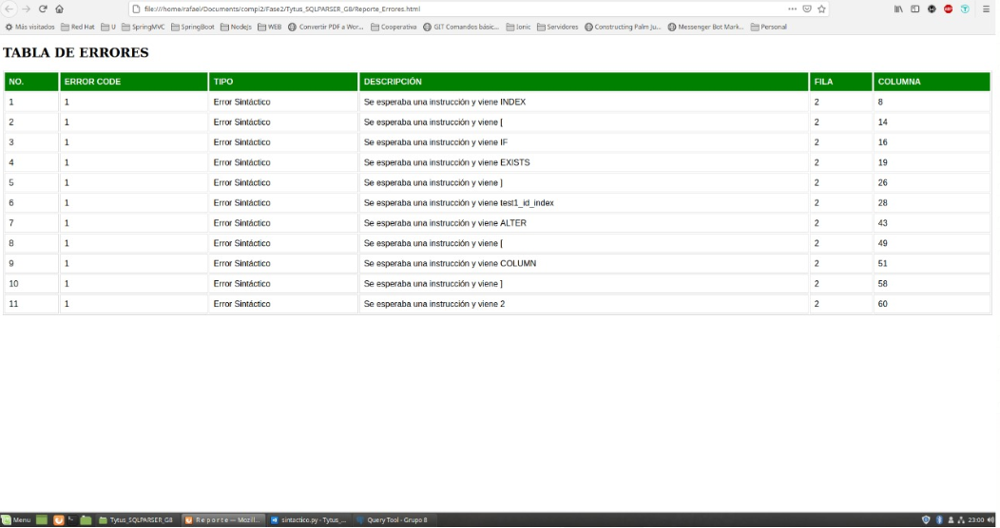 file:///home/rafael/Documents/compi2/Fase2/Tytus_SQLPARSER_G8/Reporte_Errores.html
Más visitados Red Hat U SpringMVC SpringBoot NodeJs WEB Convertir PDF a Wor... Cooperativa GIT Comandos básic... Ionic Servidores Constructing Palm Ju... Messenger Bot Mark... Personal
TABLA DE ERRORES
NO. ERROR CODE TIPO DESCRIPCIÓN FILA COLUMNA
1 1 Error Sintáctico Se esperaba una instrucción y viene INDEX 2 8
2 1 Error Sintáctico Se esperaba una instrucción y viene [ 2 14
3 1 Error Sintáctico Se esperaba una instrucción y viene IF 2 16
4 1 Error Sintáctico Se esperaba una instrucción y viene EXISTS 2 19
5 1 Error Sintáctico Se esperaba una instrucción y viene ] 2 26
6 1 Error Sintáctico Se esperaba una instrucción y viene test1_id_index 2 28
7 1 Error Sintáctico Se esperaba una instrucción y viene ALTER 2 43
8 1 Error Sintáctico Se esperaba una instrucción y viene [ 2 49
9 1 Error Sintáctico Se esperaba una instrucción y viene COLUMN 2 51
10 1 Error Sintáctico Se esperaba una instrucción y viene ] 2 58
11 1 Error Sintáctico Se esperaba una instrucción y viene 2 2 60
Menu Tytus_SQLPARSER_G8 R e p o r t e — Mozill... sintactico.py - Tytus_... Query Tool - Grupo 8 23:00